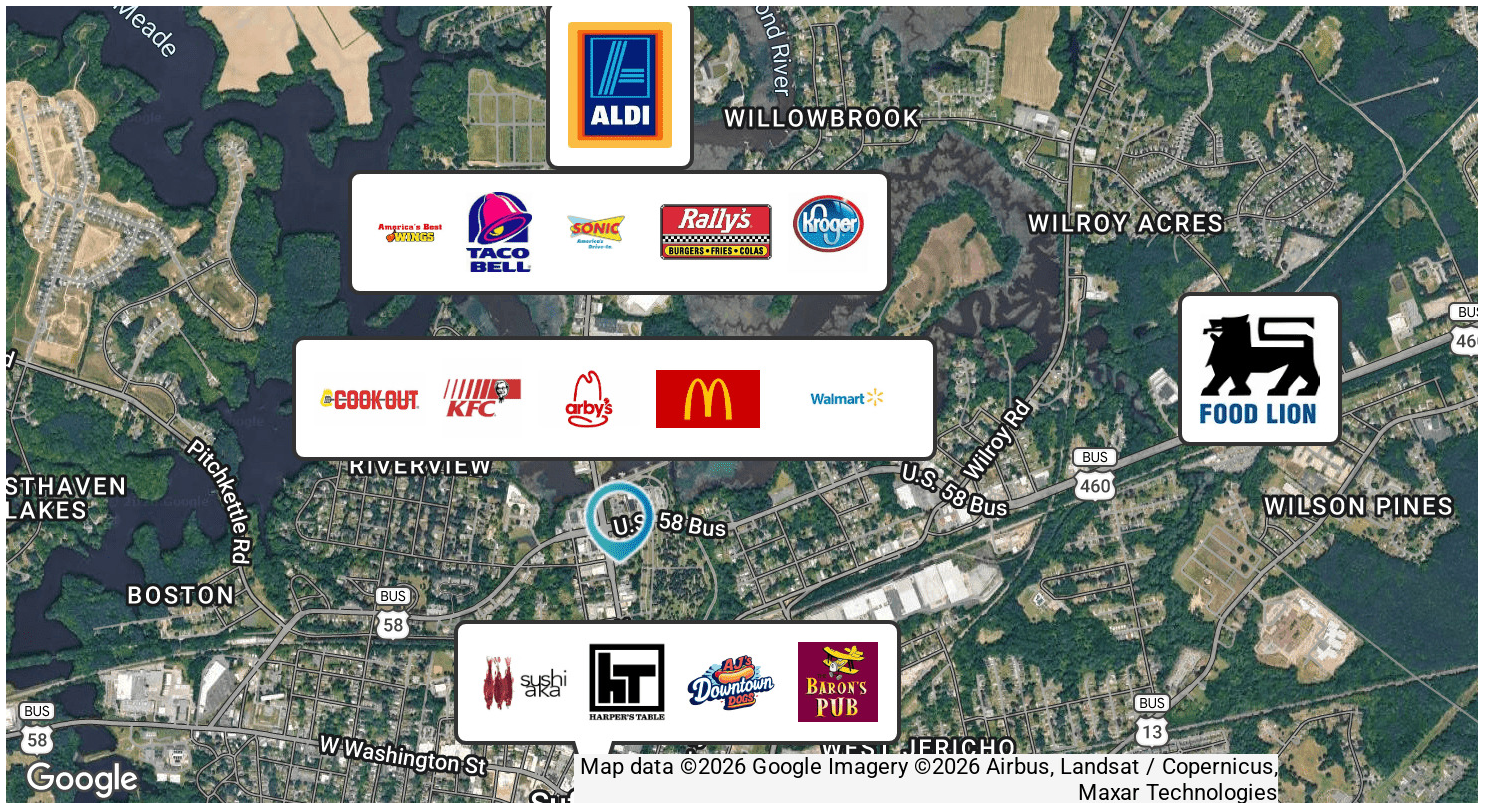 Meade
ond River
ALDI
WILLOWBROOK
America's Best
WINGS
TACO
BELL
SONIC
America's
Drive-In
Rally's
BURGERS • FRIES • COLAS
Kroger
WILROY ACRES
BUS
460
FOOD LION
COOK OUT
KFC
arby's
Walmart
Wilroy Rd
RIVERVIEW
Pitchkettle Rd
STHAVEN
LAKES
BUS
460
U.S. 58 Bus
U.S. 58 Bus
WILSON PINES
BOSTON
BUS
58
sushi
aka
hT
HARPER'S TABLE
AJ's
Downtown
DOGS
BARON'S
PUB
BUS
13
BUS
58
W Washington St
WEST JERICHO
Google
Map data ©2026 Google Imagery ©2026 Airbus, Landsat / Copernicus,
Maxar Technologies